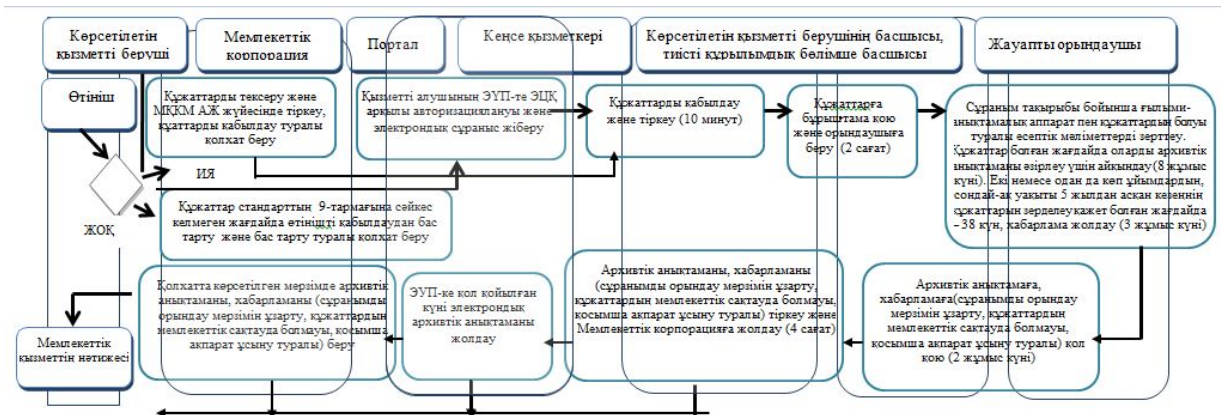 Көрсетілетін
қызметті беруші
Мемлекеттік
корпорация
Портал
Кеңсе қызметкері
Көрсетілетін қызметті берушінің басшысы,
тиісті құрылымдық бөлімше басшысы
Жауапты орындаушы
Өтініш
Құжаттарды тексеру және
МҚКМ АЖ жүйесінде тіркеу,
құаттарды қабылдау туралы
қолхат беру
Қызметті алушының ЭҮП-те ЭЦҚ
арқылы авторизациялануы және
электрондық сұраныс жіберу
Құжаттарды қабылдау
және тіркеу (10 минут)
Құжаттарға
бұрыштама қою
және орындаушыға
беру (2 сағат)
Сұраным тақырыбы бойынша ғылыми-
анықтамалық аппарат пен құжаттардың болуы
туралы есептік мәліметтерді зерттеу.
Құжаттар болған жағдайда оларды архивтік
анықтаманы әзірлеу үшін айқындау(8 жұмыс
күні). Екі немесе одан да көп ұйымдардың,
сондай-ақ уақыты 5 жылдан асқан кезеңнің
құжаттарын зерделеуқажет болған жағдайда
– 38 күн, хабарлама жолдау (3 жұмыс күні)
ИЯ
ЖОҚ
Құжаттар стандарттың 9-тармағына сәйкес
келмеген жағдайда өтінішті қабылдаудан бас
тарту және бас тарту туралы қолхат беру
Қолхатта көрсетілген мерзімде архивтік
анықтаманы, хабарламаны (сұранымды
орындау мерзімін ұзарту, құжаттардың
мемлекеттік сақтауда болмауы, қосымша
ақпарат ұсыну туралы) беру
ЭҮП-ке қол қойылған
күні электрондық
архивтік анықтаманы
жолдау
Архивтік анықтаманы, хабарламаны
(сұранымды орындау мерзімін ұзарту,
құжаттардың мемлекеттік сақтауда болмауы,
қосымша ақпарат ұсыну туралы) тіркеу және
Мемлекеттік корпорацияға жолдау (4 сағат)
Архивтік анықтамаға,
хабарламаға(сұранымды орындау
мерзімін ұзарту, құжаттардың
мемлекеттік сақтауда болмауы,
қосымша ақпарат ұсыну туралы) қол
қою (2 жұмыс күні)
Мемлекеттік
қызметтің нәтижесі